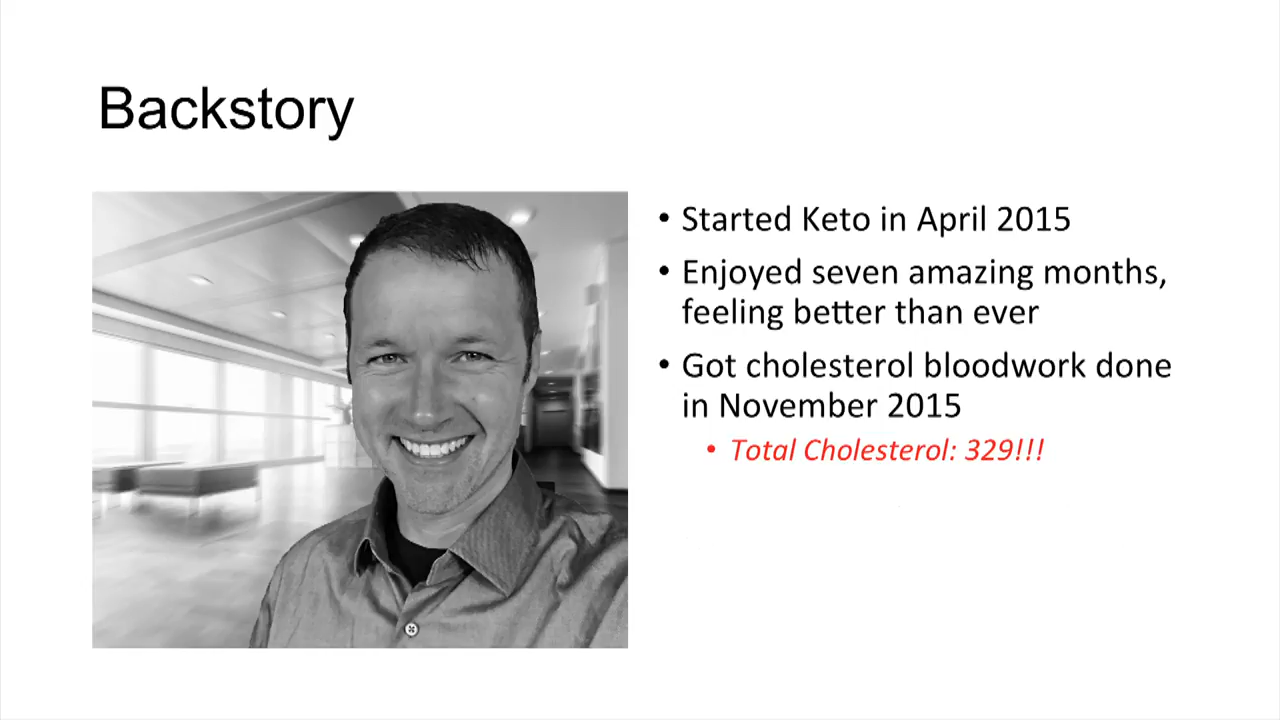 Backstory
• Started Keto in April 2015
• Enjoyed seven amazing months,
feeling better than ever
• Got cholesterol bloodwork done
in November 2015
• Total Cholesterol: 329!!!